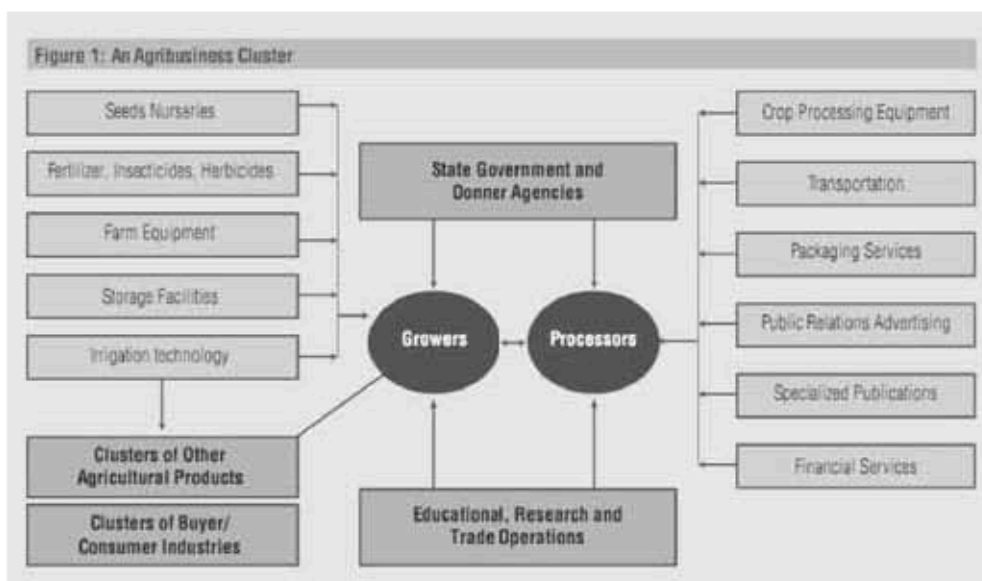 Figure 1: An Agribusiness Cluster
Seeds Nurseries
Fertilizer, Insecticides, Herbicides
Farm Equipment
Storage Facilities
Irrigation technology
Clusters of Other
Agricultural Products
Clusters of Buyer/
Consumer Industries
State Government and
Donner Agencies
Growers
Processors
Educational, Research and
Trade Operations
Crop Processing Equipment
Transportation
Packaging Services
Public Relations Advertising
Specialized Publications
Financial Services